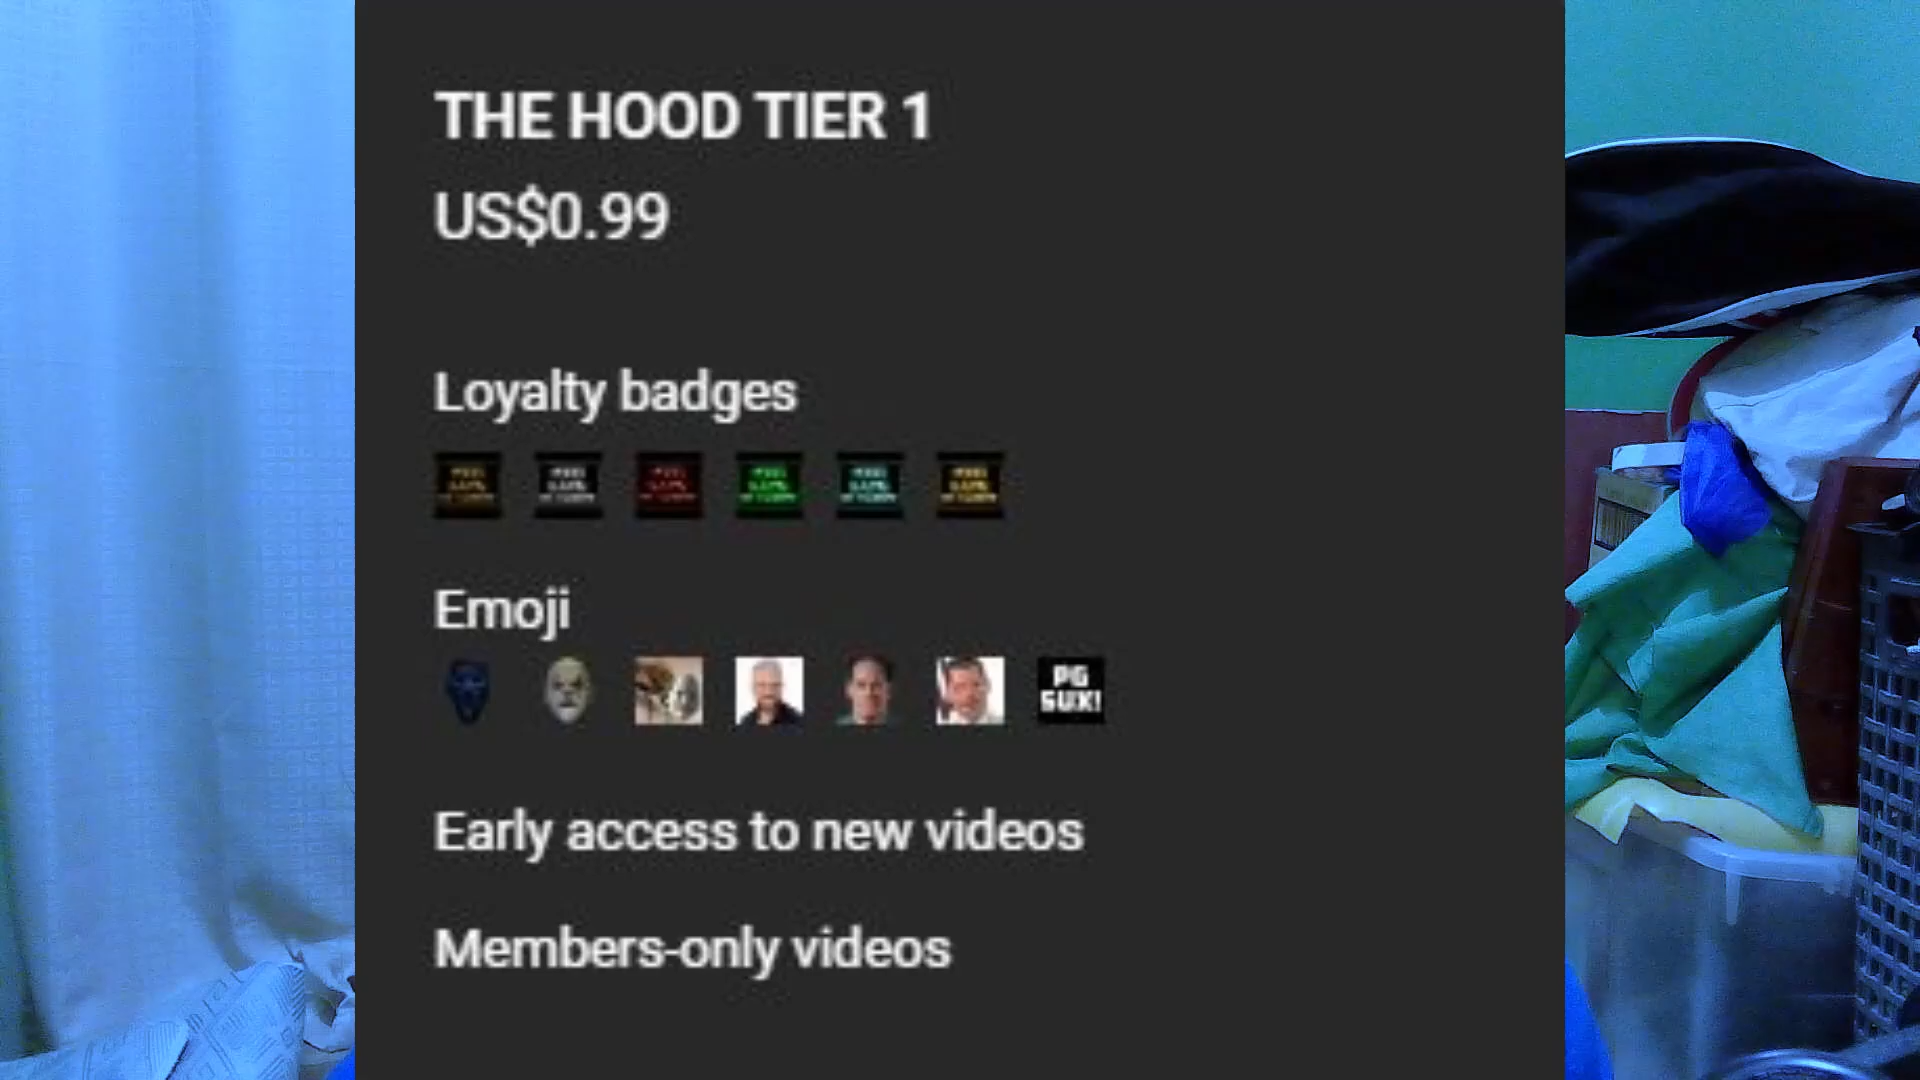 THE HOOD TIER 1
US$0.99
Loyalty badges
Emoji
PG
SUX!
Early access to new videos
Members-only videos